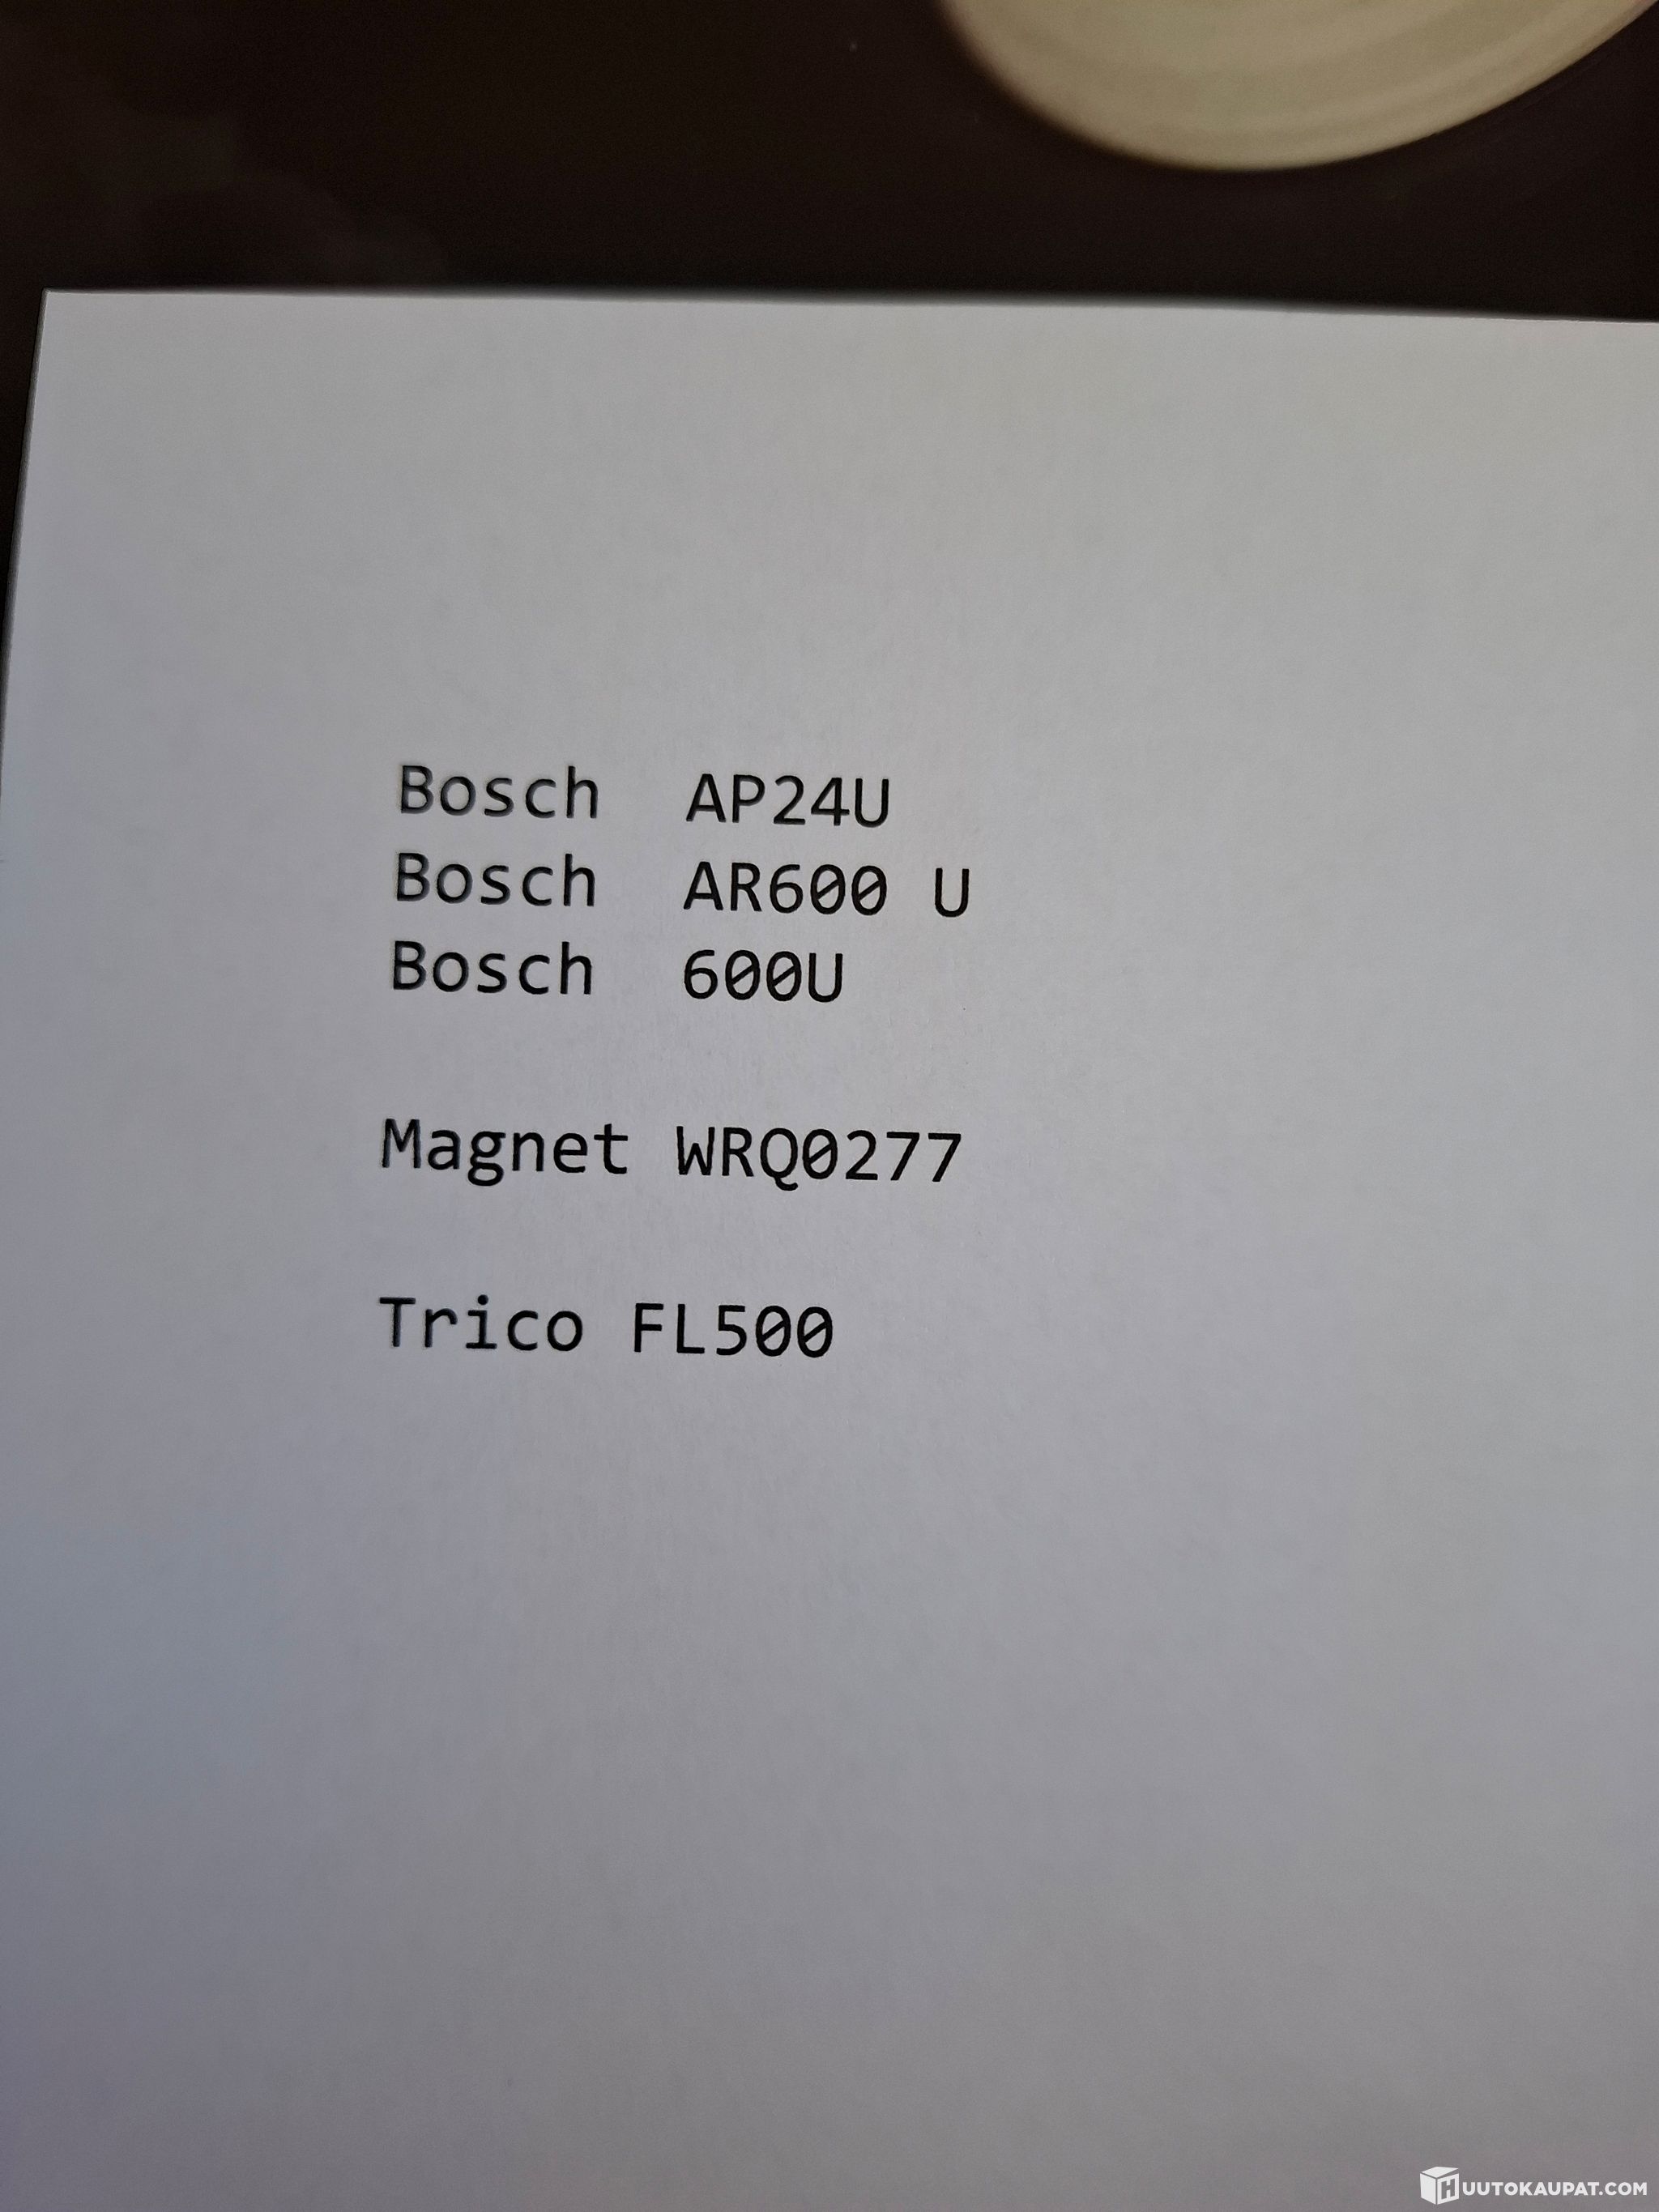 Bosch  AP24U
Bosch  AR600 U
Bosch  600U
Magnet WRQ0277
Trico FL500
HUUTOKAUPAT.COM